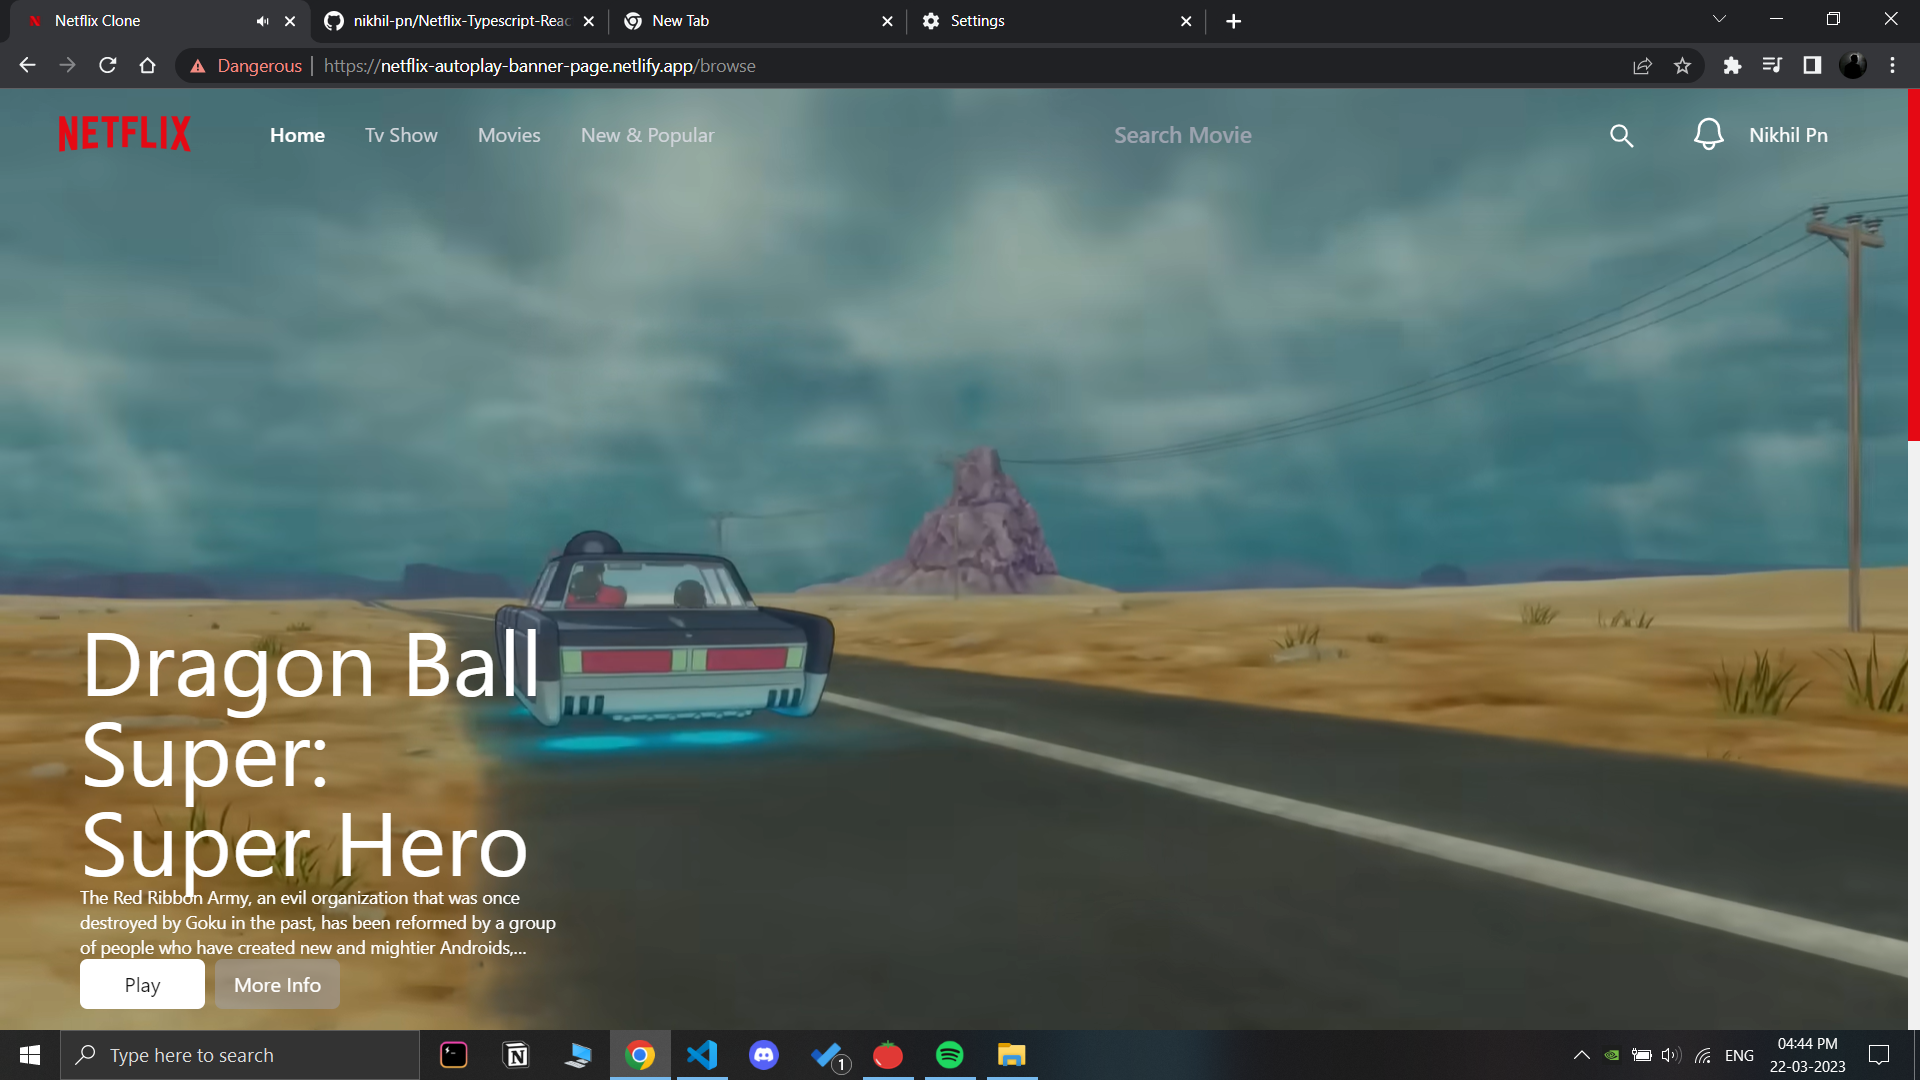 Netflix Clone
nikhil-pn/Netflix-Typescript-Reac
New Tab
Settings
Dangerous
https://netflix-autoplay-banner-page.netlify.app/browse
NETFLIX
Home
Tv Show
Movies
New & Popular
Search Movie
Nikhil Pn
Dragon Ball
Super:
Super Hero
The Red Ribbon Army, an evil organization that was once
destroyed by Goku in the past, has been reformed by a group
of people who have created new and mightier Androids,...
Play
More Info
Type here to search
1
ENG
04:44 PM
22-03-2023